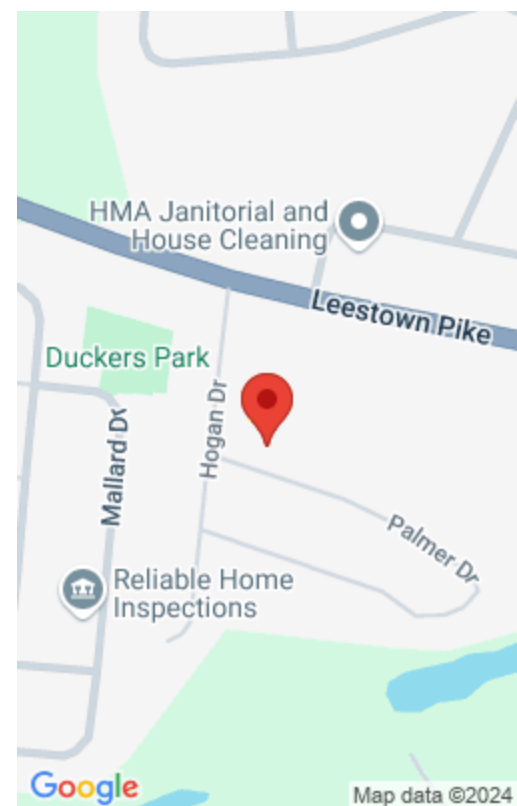 HMA Janitorial and
House Cleaning
Leestown Pike
Duckers Park
Hogan Dr
Mallard Dr
Palmer Dr
Reliable Home
Inspections
Google
Map data ©2024